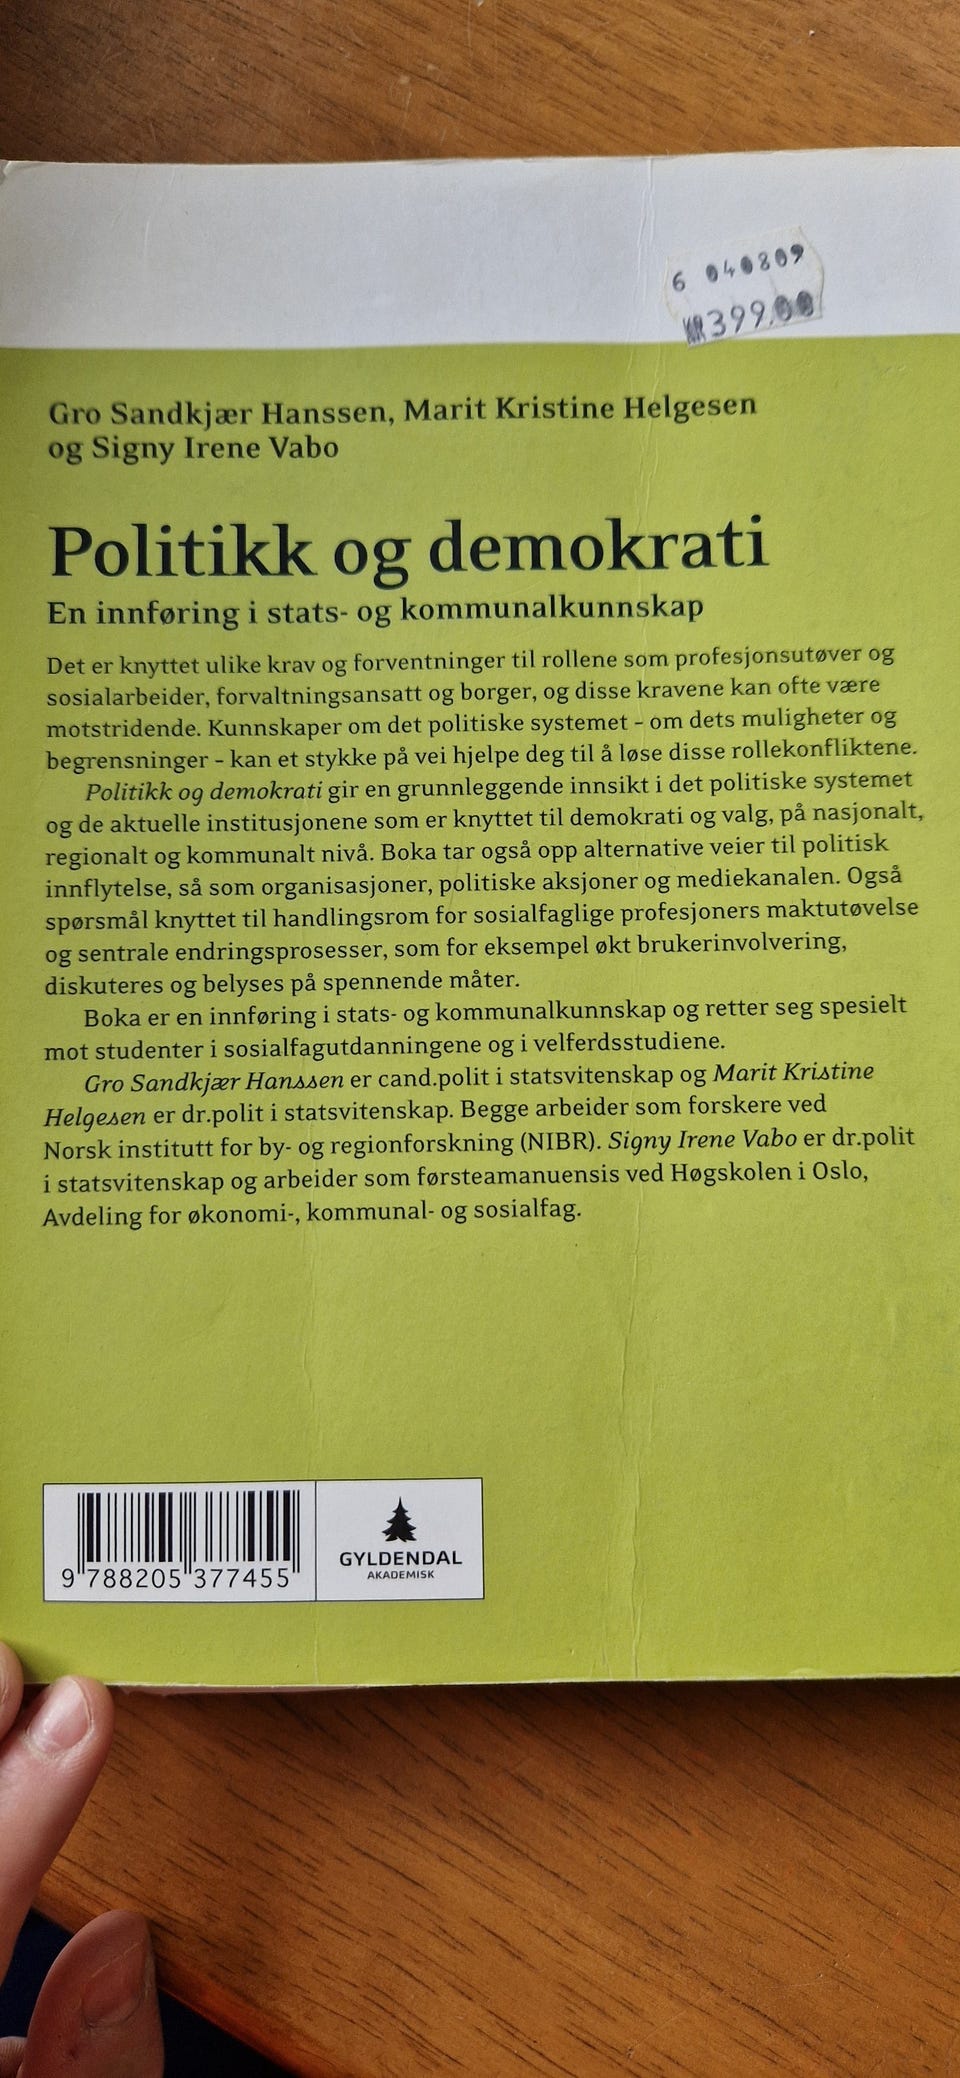 6 040809
KR399.00
Gro Sandkjær Hanssen, Marit Kristine Helgesen
og Signy Irene Vabo
Politikk og demokrati
En innføring i stats- og kommunalkunnskap
Det er knyttet ulike krav og forventninger til rollene som profesjonsutøver og
sosialarbeider, forvaltningsansatt og borger, og disse kravene kan ofte være
motstridende. Kunnskaper om det politiske systemet – om dets muligheter og
begrensninger – kan et stykke på vei hjelpe deg til å løse disse rollekonfliktene.
Politikk og demokrati gir en grunnleggende innsikt i det politiske systemet
og de aktuelle institusjonene som er knyttet til demokrati og valg, på nasjonalt,
regionalt og kommunalt nivå. Boka tar også opp alternative veier til politisk
innflytelse, så som organisasjoner, politiske aksjoner og mediekanalen. Også
spørsmål knyttet til handlingsrom for sosialfaglige profesjoners maktutøvelse
og sentrale endringsprosesser, som for eksempel økt brukerinvolvering,
diskuteres og belyses på spennende måter.
Boka er en innføring i stats- og kommunalkunnskap og retter seg spesielt
mot studenter i sosialfagutdanningene og i velferdsstudiene.
Gro Sandkjær Hanssen er cand.polit i statsvitenskap og Marit Kristine
Helgesen er dr.polit i statsvitenskap. Begge arbeider som forskere ved
Norsk institutt for by- og regionforskning (NIBR). Signy Irene Vabo er dr.polit
i statsvitenskap og arbeider som førsteamanuensis ved Høgskolen i Oslo,
Avdeling for økonomi-, kommunal- og sosialfag.
9 788205 377455
GYLDENDAL
AKADEMISK